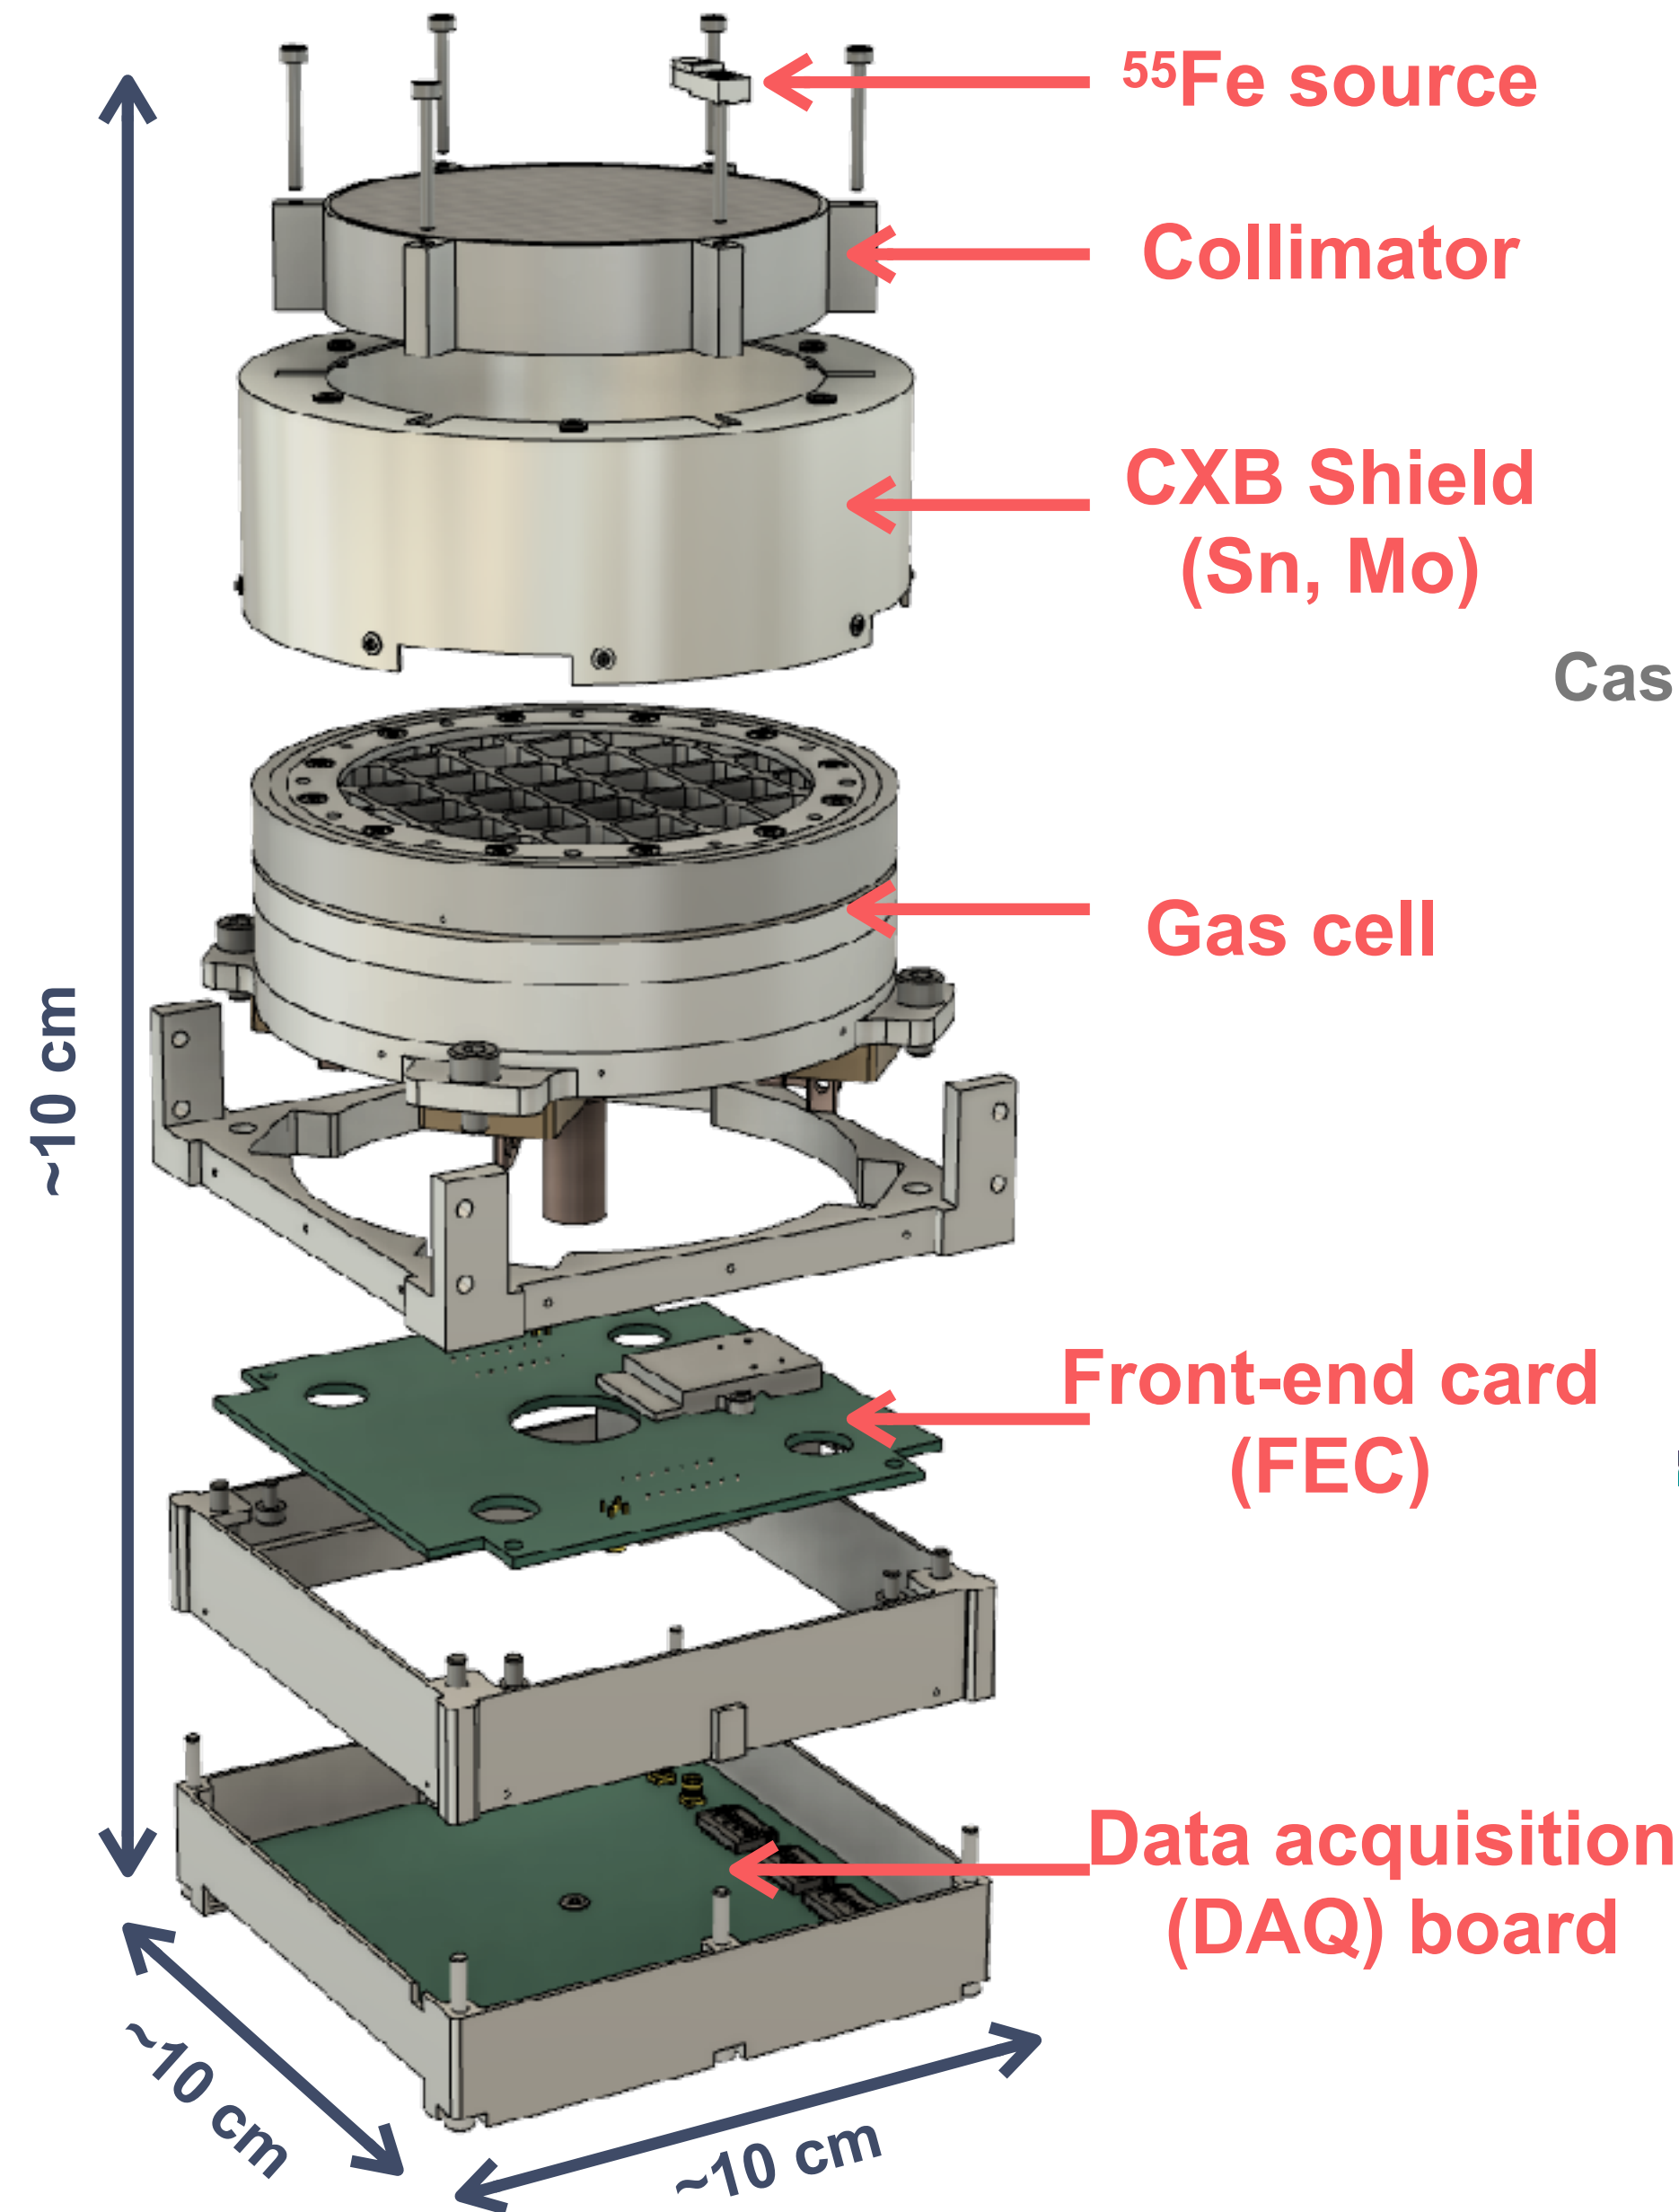 ⁵⁵Fe source
Collimator
CXB Shield
(Sn, Mo)
Cas
Gas cell
~10 cm
Front-end card
(FEC)
Data acquisition
(DAQ) board
~10 cm
~10 cm